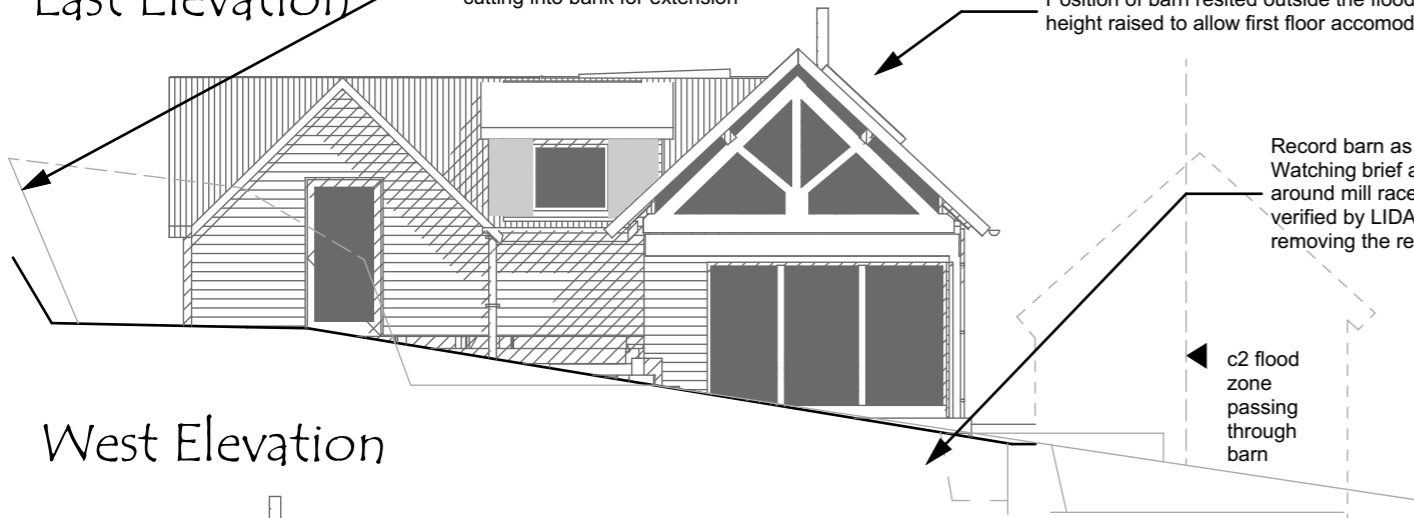 East Elevation
cutting into bank for extension
Position of barn resited outside the flood
height raised to allow first floor accomod
Record barn as
Watching brief a
around mill race
verified by LIDA
removing the re
c2 flood
zone
passing
through
barn
West Elevation